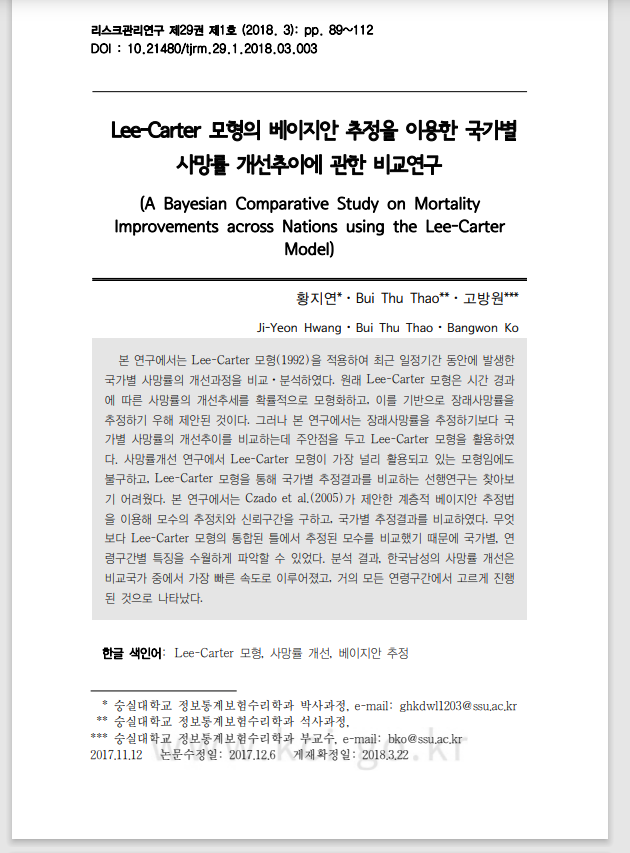 리스크관리연구 제29권 제1호 (2018. 3): pp. 89~112
DOI : 10.21480/tjrm.29.1.2018.03.003
Lee-Carter 모형의 베이지안 추정을 이용한 국가별
사망률 개선추이에 관한 비교연구
(A Bayesian Comparative Study on Mortality
Improvements across Nations using the Lee-Carter
Model)
황지연*・Bui Thu Thao**・고방원***
Ji-Yeon Hwang・Bui Thu Thao・Bangwon Ko
본 연구에서는 Lee-Carter 모형(1992)을 적용하여 최근 일정기간 동안에 발생한
국가별 사망률의 개선과정을 비교・분석하였다. 원래 Lee-Carter 모형은 시간 경과
에 따른 사망률의 개선추세를 확률적으로 모형화하고, 이를 기반으로 장래사망률을
추정하기 우해 제안된 것이다. 그러나 본 연구에서는 장래사망률을 추정하기보다 국
가별 사망률의 개선추이를 비교하는데 주안점을 두고 Lee-Carter 모형을 활용하였
다. 사망률개선 연구에서 Lee-Carter 모형이 가장 널리 활용되고 있는 모형임에도
불구하고, Lee-Carter 모형을 통해 국가별 추정결과를 비교하는 선행연구는 찾아보
기 어려웠다. 본 연구에서는 Czado et al.(2005)가 제안한 계층적 베이지안 추정법
을 이용해 모수의 추정치와 신뢰구간을 구하고, 국가별 추정결과를 비교하였다. 무엇
보다 Lee-Carter 모형의 통합된 틀에서 추정된 모수를 비교했기 때문에 국가별, 연
령구간별 특징을 수월하게 파악할 수 있었다. 분석 결과, 한국남성의 사망률 개선은
비교국가 중에서 가장 빠른 속도로 이루어졌고, 거의 모든 연령구간에서 고르게 진행
된 것으로 나타났다.
한글 색인어: Lee-Carter 모형, 사망률 개선, 베이지안 추정
* 숭실대학교 정보통계보험수리학과 박사과정, e-mail: ghkdwl1203@ssu.ac.kr
** 숭실대학교 정보통계보험수리학과 석사과정,
*** 숭실대학교 정보통계보험수리학과 부교수, e-mail: bko@ssu.ac.kr
2017.11.12 논문수정일: 2017.12.6 게재확정일: 2018.3.22